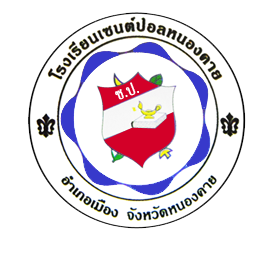 โรงเรียนเซนต์ปอลหนองคาย
ซ.ป.
อำเภอเมือง จังหวัดหนองคาย